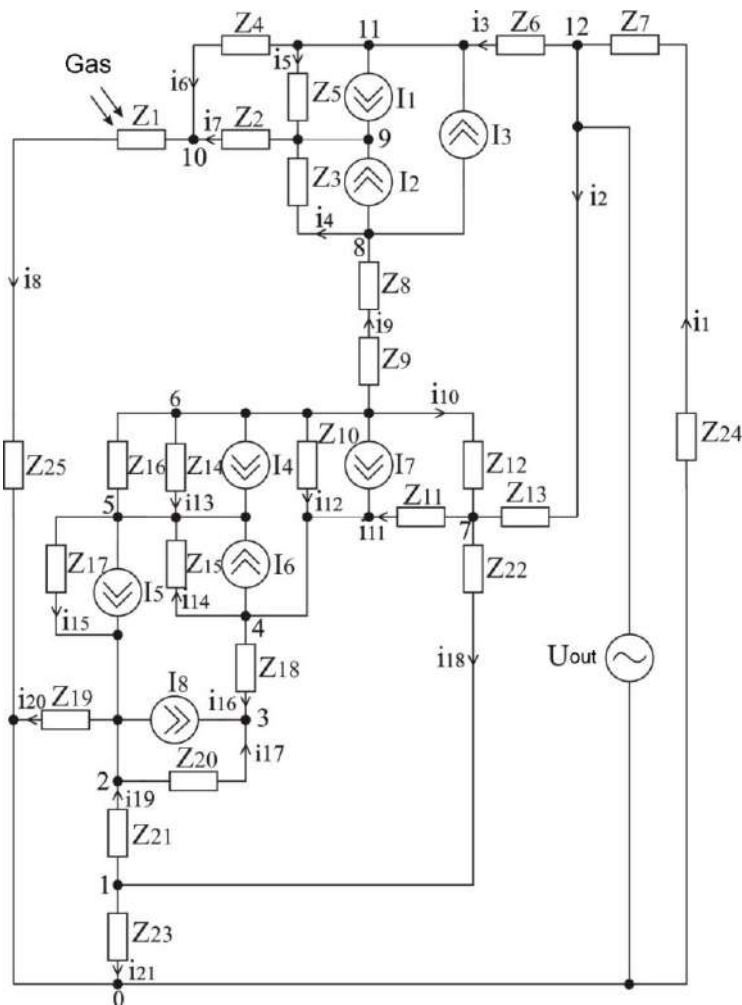 Z4 11 i3 Z6 12 Z7
i5
Gas i6 Z5 I1
Z1 i7 Z2 I3
10 9
Z3 I2 i2
i4
8
i8 Z8
i9 i1
Z9
6 i10
Z10 Z24
Z25 Z16 Z14 I4 I7 Z12
i13 i12 Z11 Z13
5 i11 7
Z17 Z15 I6 Z22
I5 i14
i15 4
Z18 i18 Uout
I8 i16
i20 Z19 3
i17
Z20
2
i19
Z21
1
Z23
i21
0